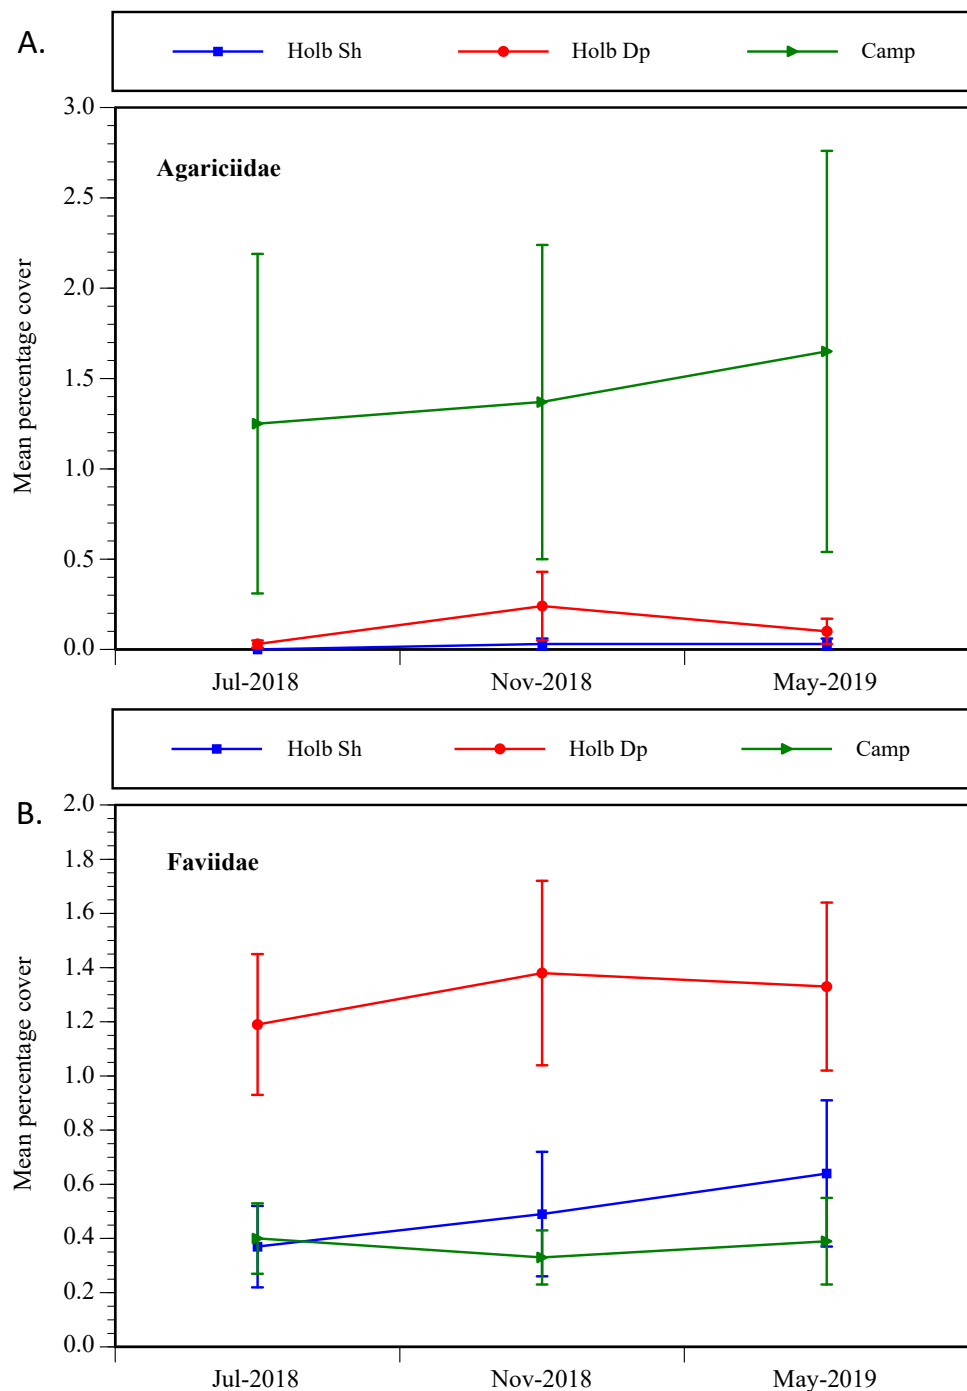 A.
Holb Sh Holb Dp Camp
3.0
Agariciidae
2.5
2.0
Mean percentage cover
1.5
1.0
0.5
0.0
Jul-2018 Nov-2018 May-2019
Holb Sh Holb Dp Camp
B.
2.0
1.8
Faviidae
1.6
1.4
1.2
Mean percentage cover
1.0
0.8
0.6
0.4
0.2
0.0
Jul-2018 Nov-2018 May-2019